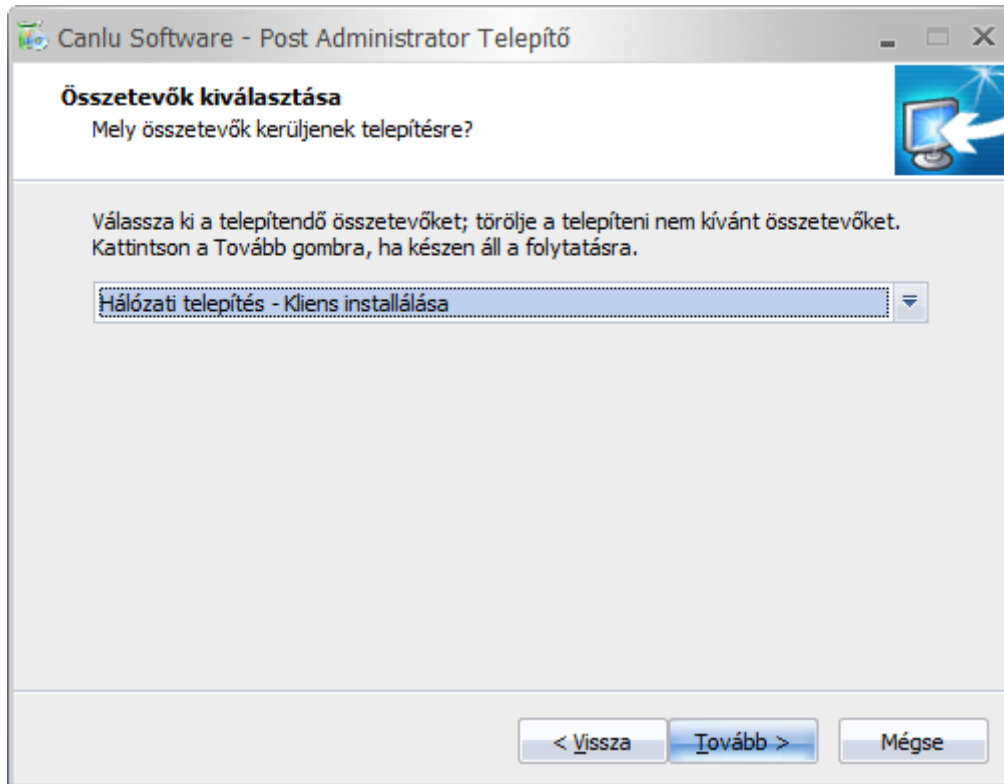 Canlu Software - Post Administrator Telepítő
Összetevők kiválasztása
Mely összetevők kerüljenek telepítésre?
Válassza ki a telepítendő összetevőket; törölje a telepíteni nem kívánt összetevőket.
Kattintson a Tovább gombra, ha készen áll a folytatásra.
Hálózati telepítés - Kliens installálása
< Vissza
Tovább >
Mégse